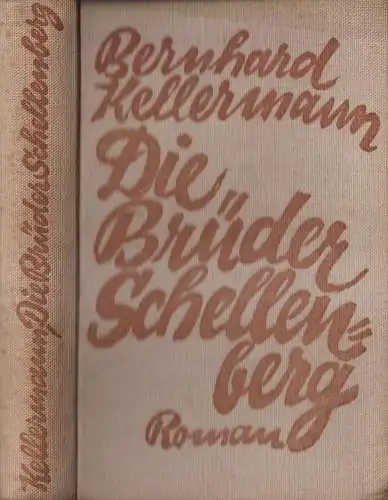 Kellermann, Die Brüder Schellenberg
Bernhard
Kellermann
Die
Brüder
Schellen=
berg
Roman